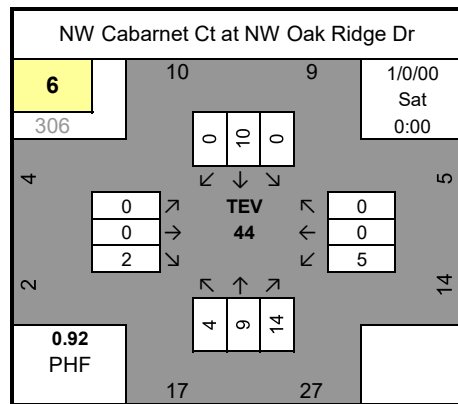 NW Cabarnet Ct at NW Oak Ridge Dr
6
306
10
9
1/0/00
Sat
0:00
0 10 0
↙ ↓ ↘
4
5
0 ↗ TEV ↖ 0
0 → 44 ← 0
2 ↘ ↙ 5
2
14
↖ ↑ ↗
4 9 14
0.92
PHF
17
27